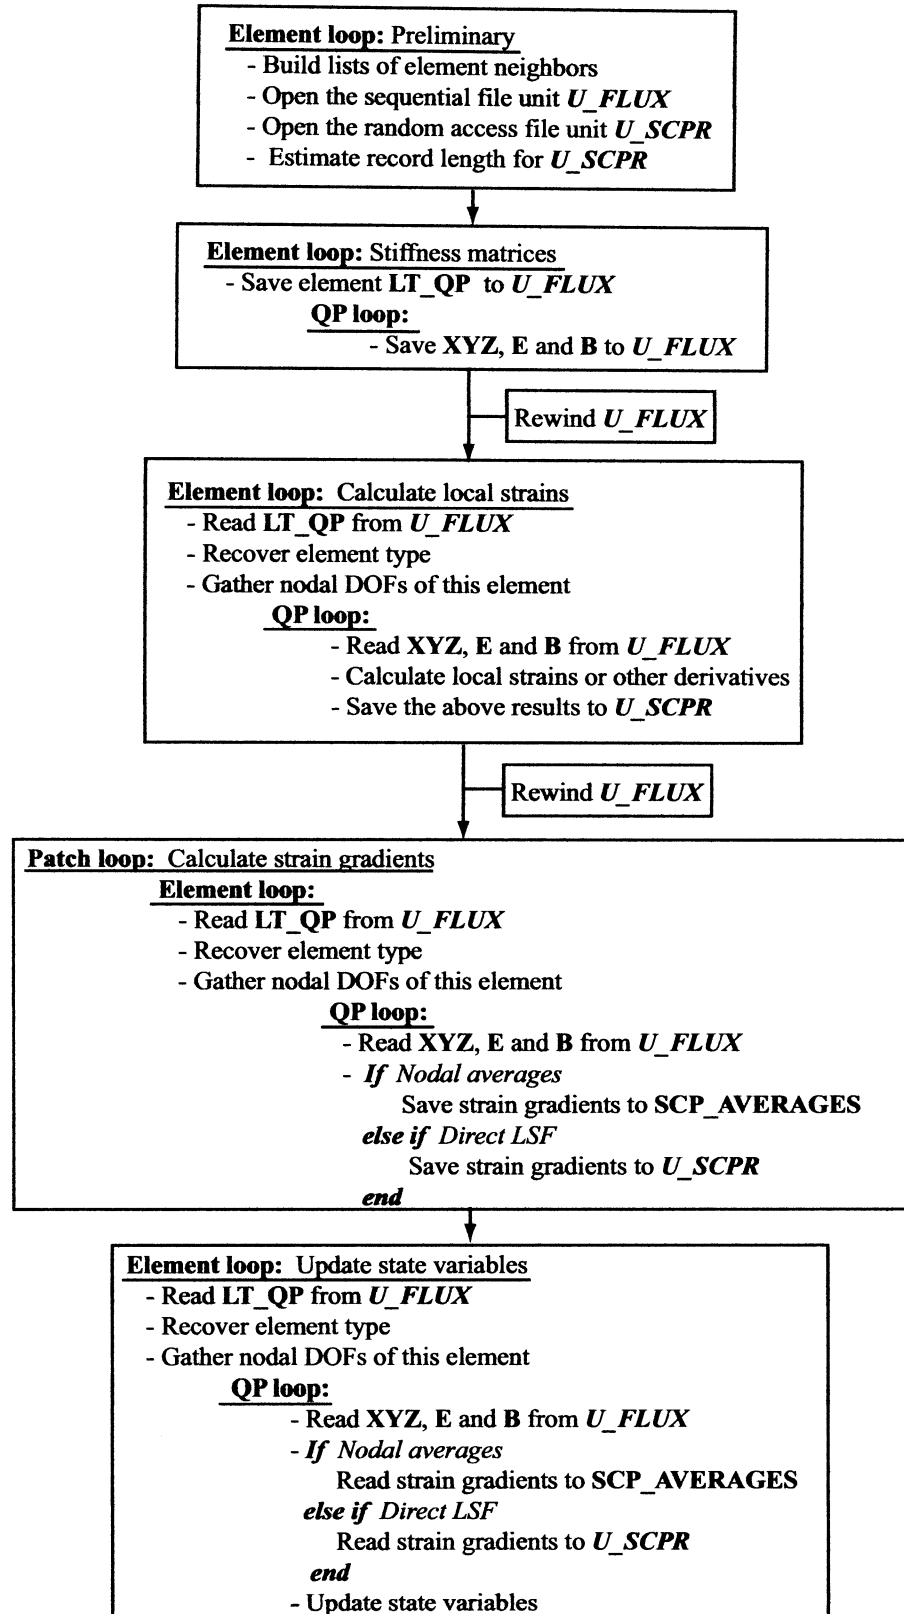 Element loop: Preliminary
- Build lists of element neighbors
- Open the sequential file unit U_FLUX
- Open the random access file unit U_SCPR
- Estimate record length for U_SCPR
Element loop: Stiffness matrices
- Save element LT_QP to U_FLUX
QP loop:
- Save XYZ, E and B to U_FLUX
Rewind U_FLUX
Element loop: Calculate local strains
- Read LT_QP from U_FLUX
- Recover element type
- Gather nodal DOFs of this element
QP loop:
- Read XYZ, E and B from U_FLUX
- Calculate local strains or other derivatives
- Save the above results to U_SCPR
Rewind U_FLUX
Patch loop: Calculate strain gradients
Element loop:
- Read LT_QP from U_FLUX
- Recover element type
- Gather nodal DOFs of this element
QP loop:
- Read XYZ, E and B from U_FLUX
- If Nodal averages
Save strain gradients to SCP_AVERAGES
else if Direct LSF
Save strain gradients to U_SCPR
end
Element loop: Update state variables
- Read LT_QP from U_FLUX
- Recover element type
- Gather nodal DOFs of this element
QP loop:
- Read XYZ, E and B from U_FLUX
- If Nodal averages
Read strain gradients to SCP_AVERAGES
else if Direct LSF
Read strain gradients to U_SCPR
end
- Update state variables